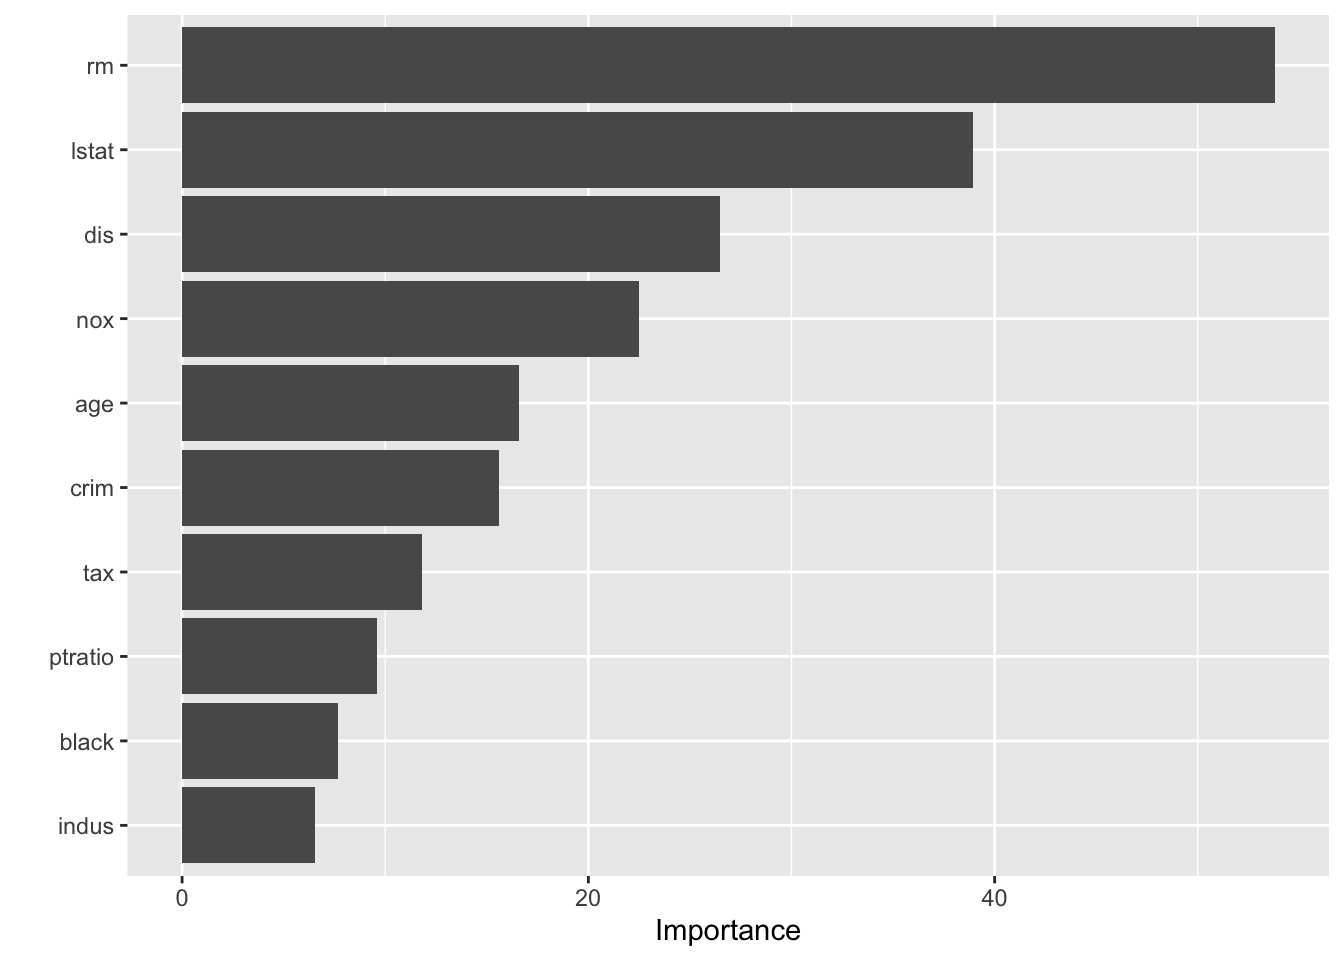 rm
lstat
dis
nox
age
crim
tax
ptratio
black
indus
0 20 40
Importance